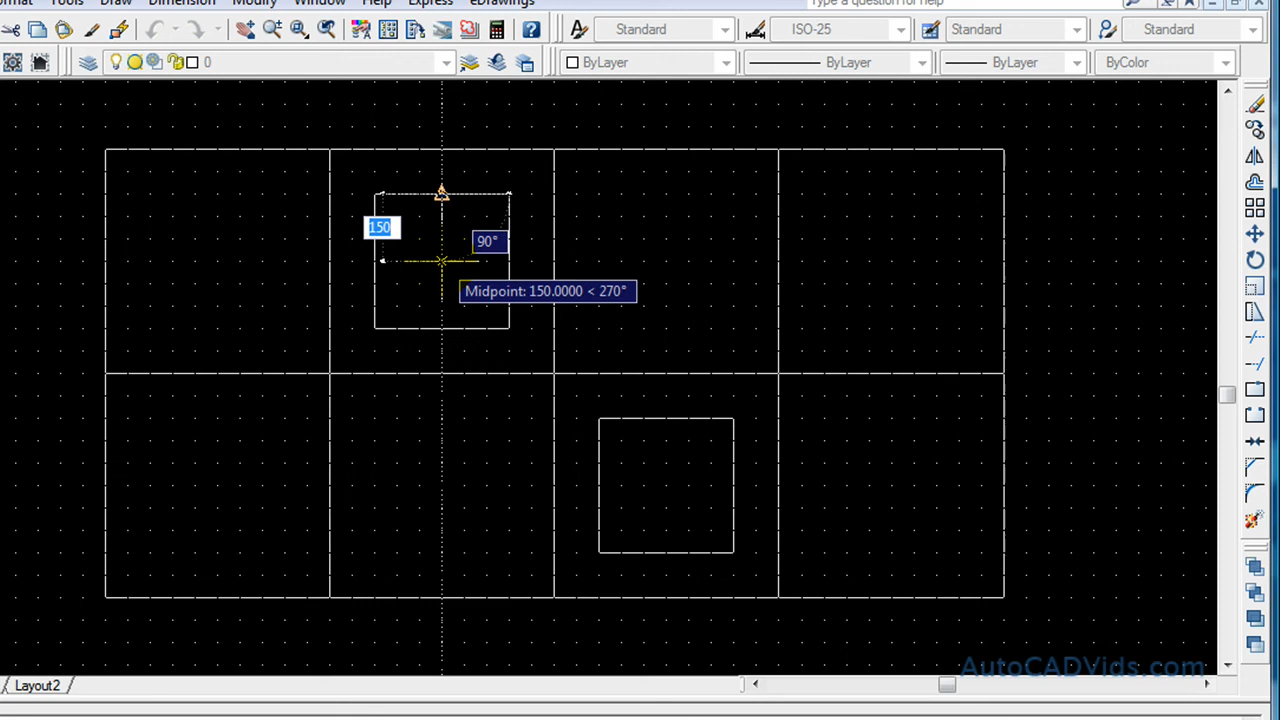 ormat Tools Draw Dimension Modify Window Help Express eDrawings
Type a question for help
Standard ISO-25 Standard Standard
0 ByLayer ByLayer ByLayer ByColor
150
90°
Midpoint: 150.0000 < 270°
AutoCADVids.com
Layout2